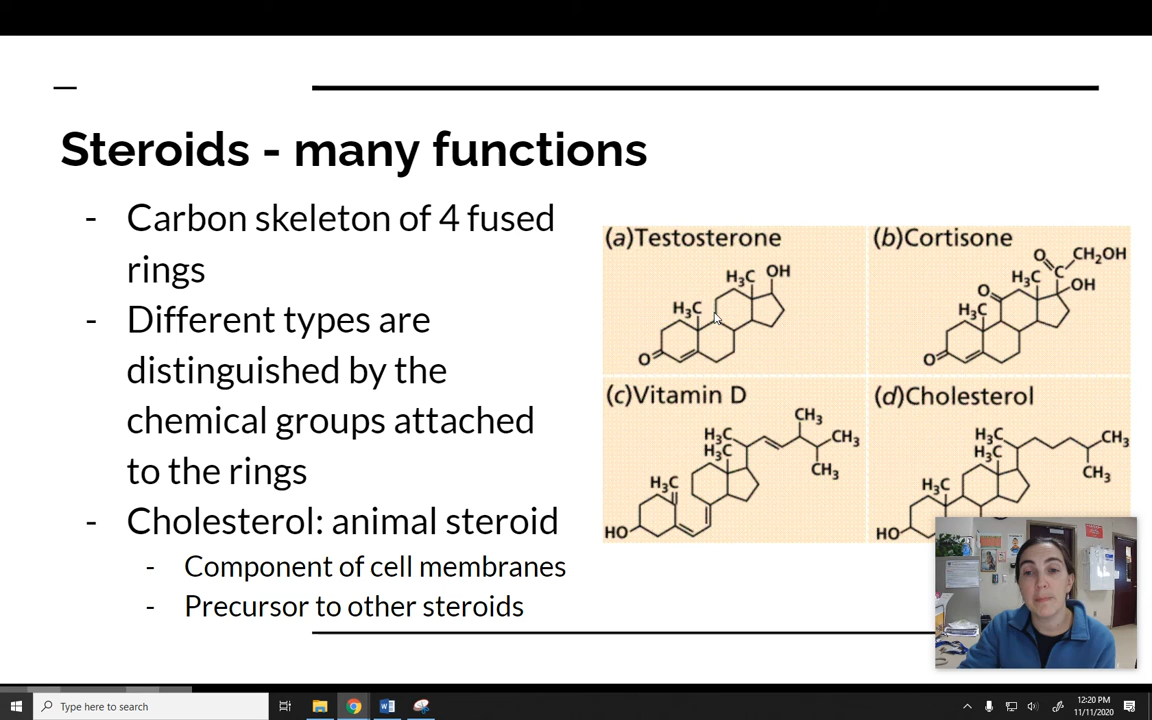 Steroids - many functions
- Carbon skeleton of 4 fused
rings
- Different types are
distinguished by the
chemical groups attached
to the rings
- Cholesterol: animal steroid
- Component of cell membranes
- Precursor to other steroids
(a)Testosterone
H₃C OH
H₃C
O
(b)Cortisone
O CH₂OH
H₃C C
OH
O
H₃C
O
(c)Vitamin D
CH₃
H₃C CH₃
H₃C
CH₃
H₃C
HO
(d)Cholesterol
H₃C CH₃
H₃C
CH₃
H₃C
HO
Type here to search
12:20 PM
11/11/2020